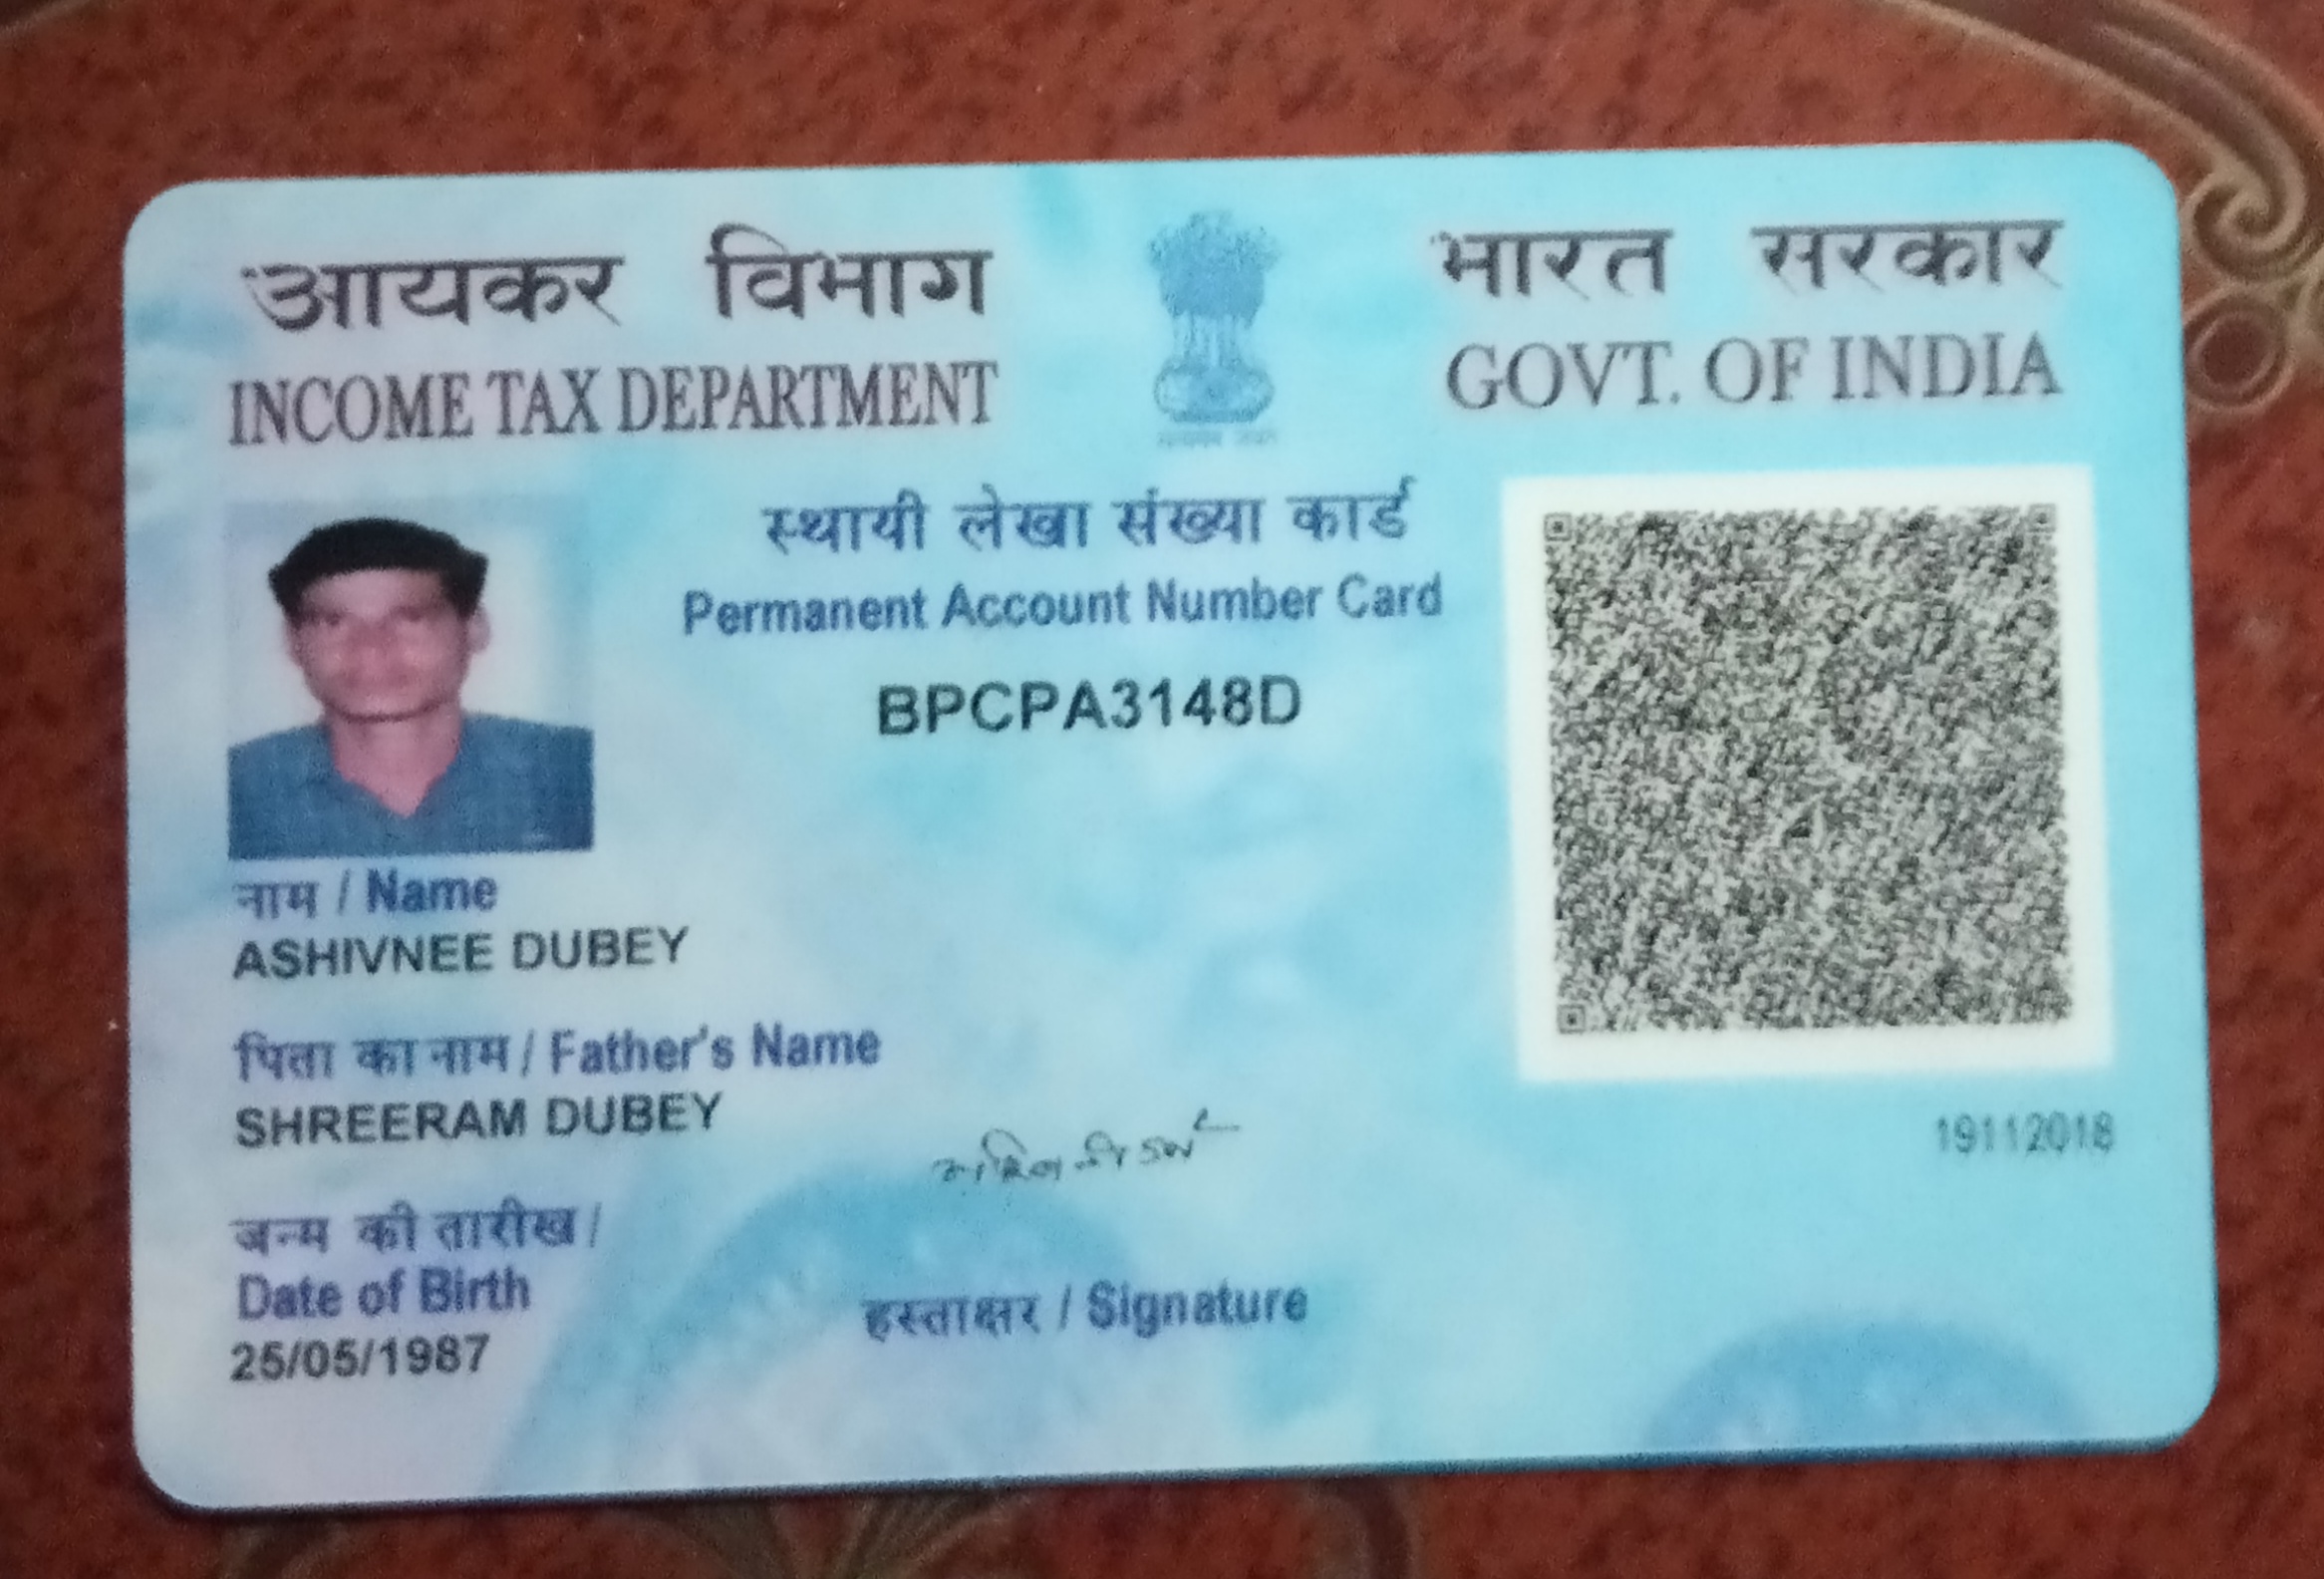 आयकर विभाग
INCOME TAX DEPARTMENT
भारत सरकार
GOVT. OF INDIA
स्थायी लेखा संख्या कार्ड
Permanent Account Number Card
BPCPA3148D
नाम / Name
ASHIVNEE DUBEY
पिता का नाम / Father's Name
SHREERAM DUBEY
जन्म की तारीख /
Date of Birth
25/05/1987
हस्ताक्षर / Signature
19112018